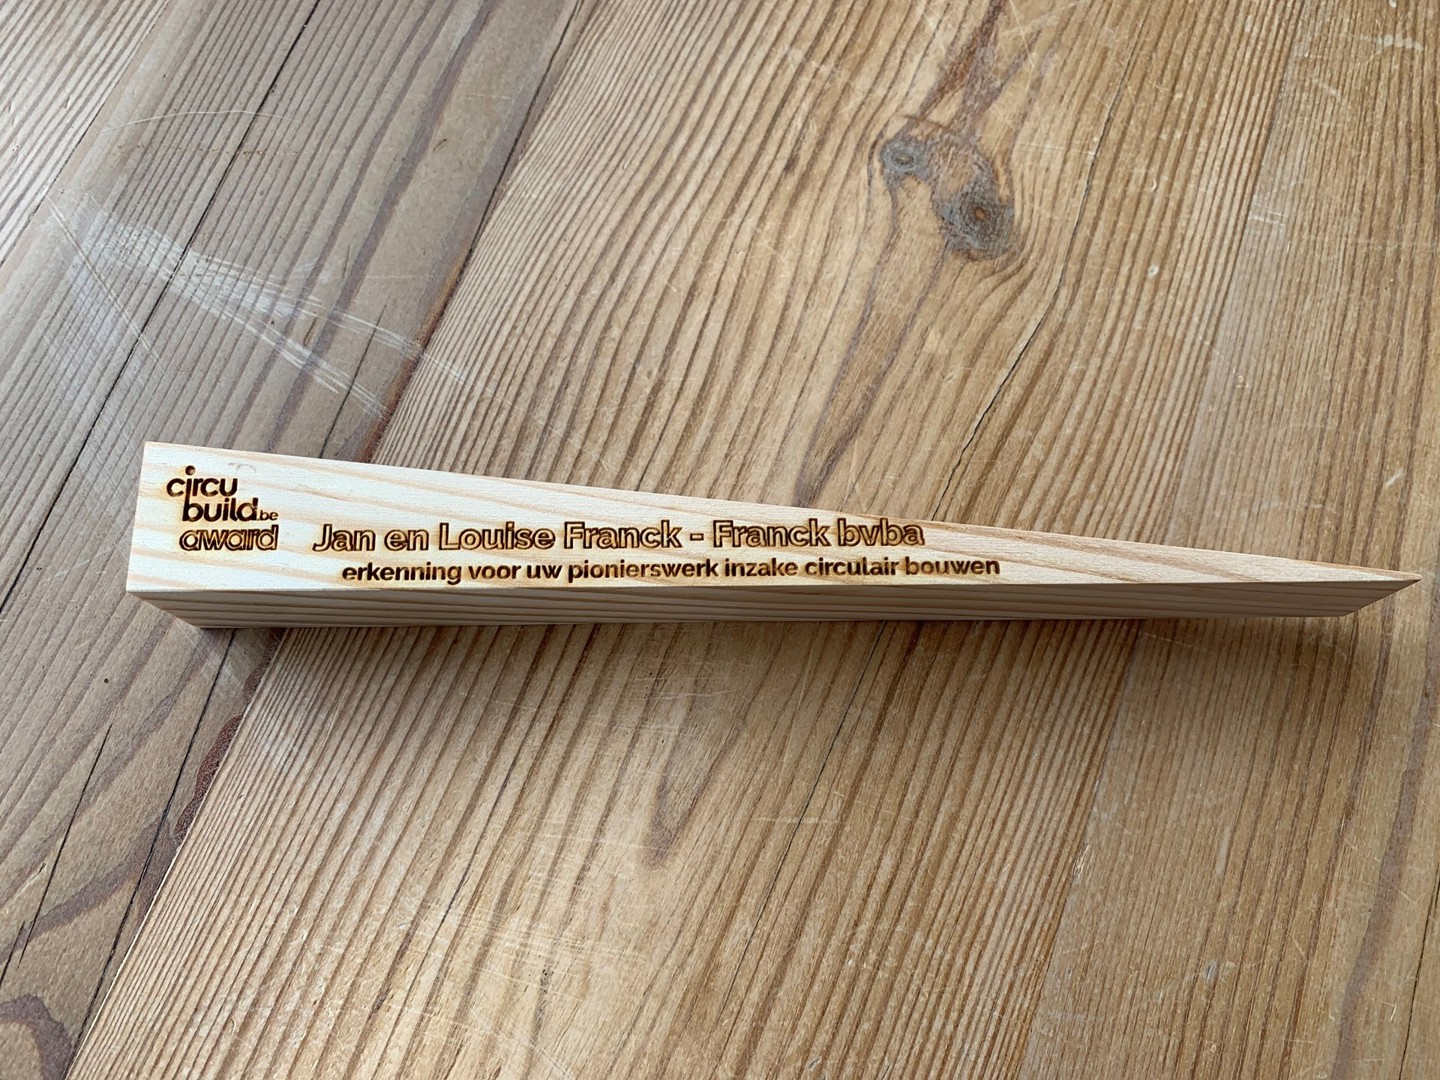 circu
build.be
award
Jan en Louise Franck - Franck bvba
erkenning voor uw pionierswerk inzake circulair bouwen